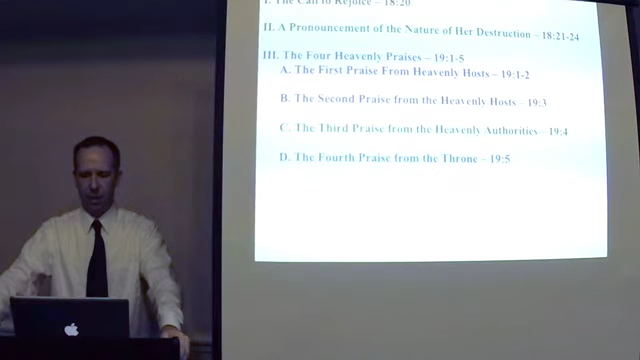 I. The Call to Rejoice – 18:20
II. A Pronouncement of the Nature of Her Destruction – 18:21-24
III. The Four Heavenly Praises – 19:1-5
A. The First Praise From Heavenly Hosts – 19:1-2
B. The Second Praise from the Heavenly Hosts – 19:3
C. The Third Praise from the Heavenly Authorities – 19:4
D. The Fourth Praise from the Throne – 19:5